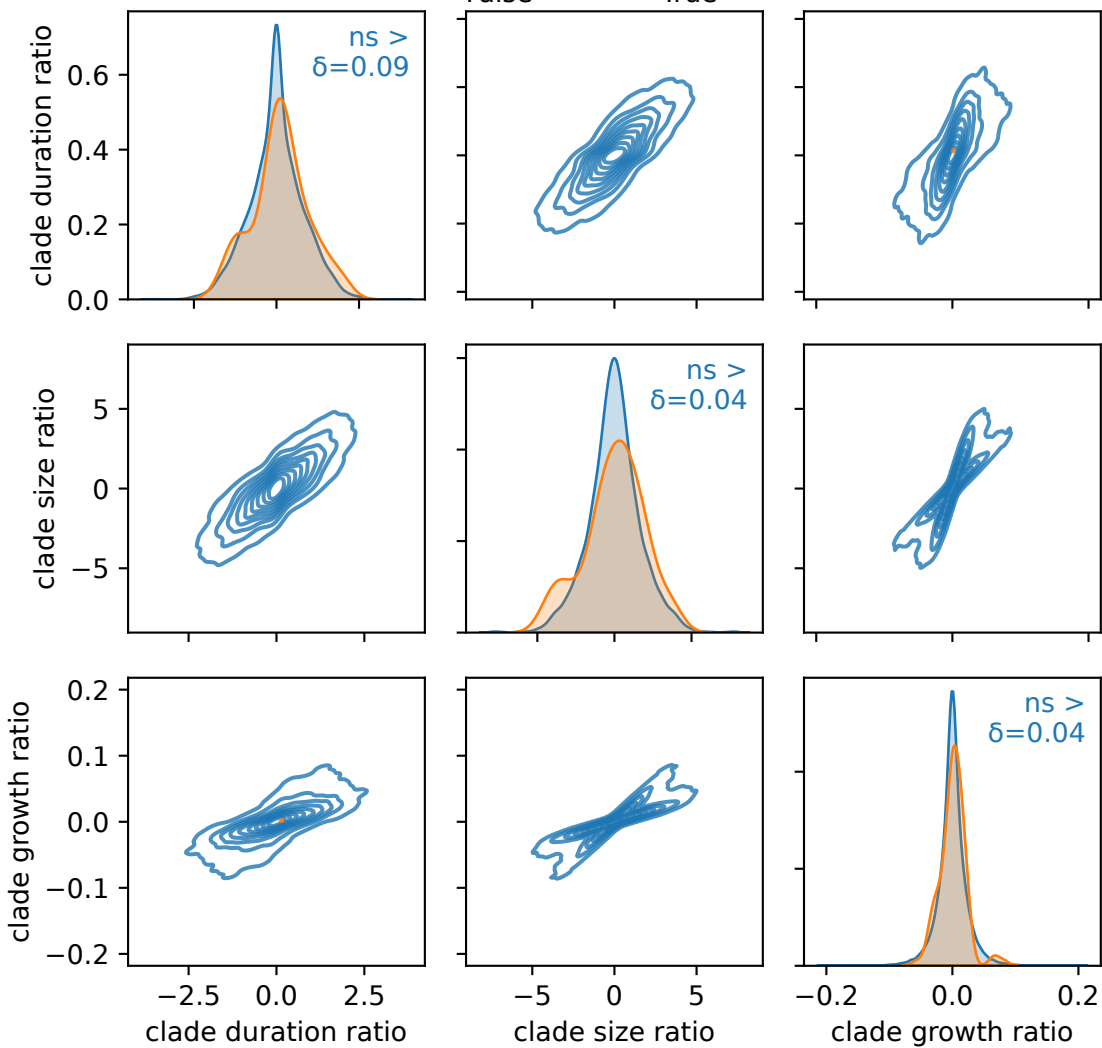 clade duration ratio
0.6
0.4
0.2
0.0
ns >
δ=0.09
clade size ratio
5
0
−5
ns >
δ=0.04
clade growth ratio
0.2
0.1
0.0
−0.1
−0.2
ns >
δ=0.04
−2.5 0.0 2.5
−5 0 5
−0.2 0.0 0.2
clade duration ratio
clade size ratio
clade growth ratio